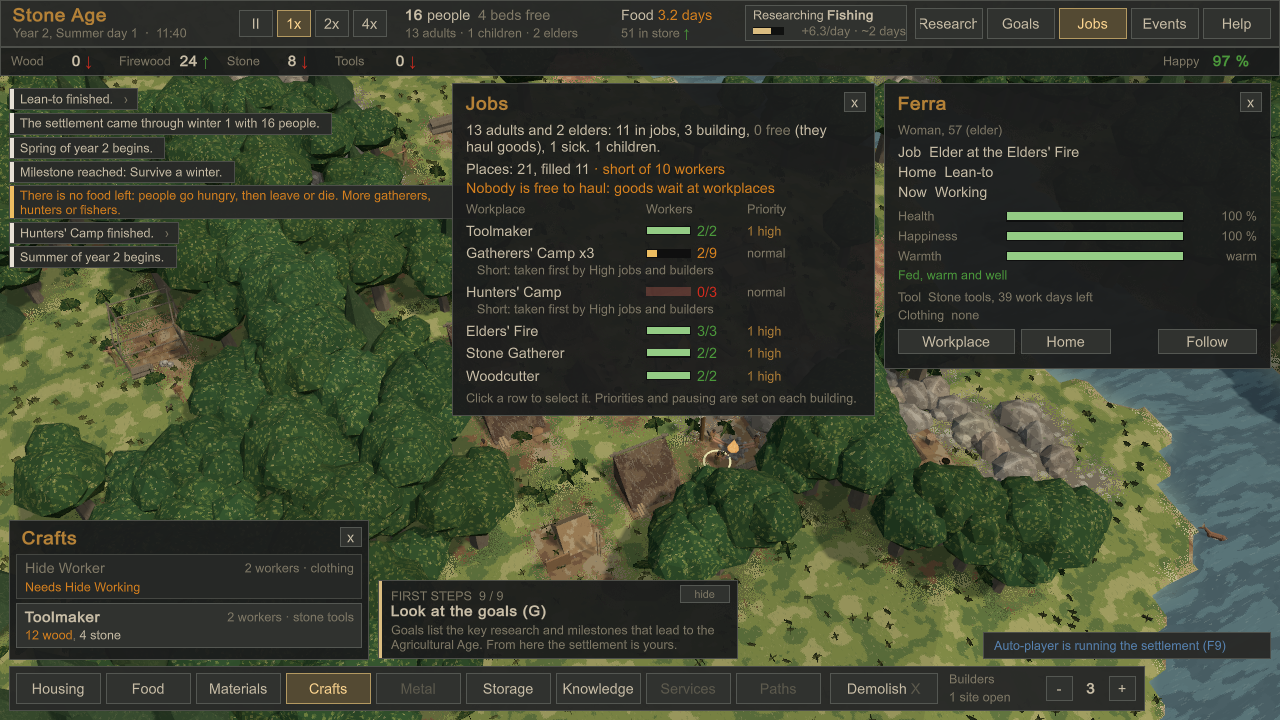 Stone Age
Year 2, Summer day 1 · 11:40
II 1x 2x 4x
16 people 4 beds free
13 adults · 1 children · 2 elders
Food 3.2 days
51 in store ↑
Researching Fishing
+6.3/day · ~2 days
Research Goals Jobs Events Help
Wood 0 ↓ Firewood 24 ↑ Stone 8 ↓ Tools 0 ↓ Happy 97 %
Lean-to finished. ›
The settlement came through winter 1 with 16 people.
Spring of year 2 begins.
Milestone reached: Survive a winter.
There is no food left: people go hungry, then leave or die. More gatherers,
hunters or fishers.
Hunters' Camp finished. ›
Summer of year 2 begins.
Jobs x
13 adults and 2 elders: 11 in jobs, 3 building, 0 free (they
haul goods), 1 sick. 1 children.
Places: 21, filled 11 · short of 10 workers
Nobody is free to haul: goods wait at workplaces
Workplace Workers Priority
Toolmaker 2/2 1 high
Gatherers' Camp x3 2/9 normal
Short: taken first by High jobs and builders
Hunters' Camp 0/3 normal
Short: taken first by High jobs and builders
Elders' Fire 3/3 1 high
Stone Gatherer 2/2 1 high
Woodcutter 2/2 1 high
Click a row to select it. Priorities and pausing are set on each building.
Ferra x
Woman, 57 (elder)
Job Elder at the Elders' Fire
Home Lean-to
Now Working
Health 100 %
Happiness 100 %
Warmth warm
Fed, warm and well
Tool Stone tools, 39 work days left
Clothing none
Workplace Home Follow
Crafts x
Hide Worker 2 workers · clothing
Needs Hide Working
Toolmaker 2 workers · stone tools
12 wood, 4 stone
FIRST STEPS 9 / 9 hide
Look at the goals (G)
Goals list the key research and milestones that lead to the
Agricultural Age. From here the settlement is yours.
Auto-player is running the settlement (F9)
Housing Food Materials Crafts Metal Storage Knowledge Services Paths Demolish X
Builders
1 site open
- 3 +